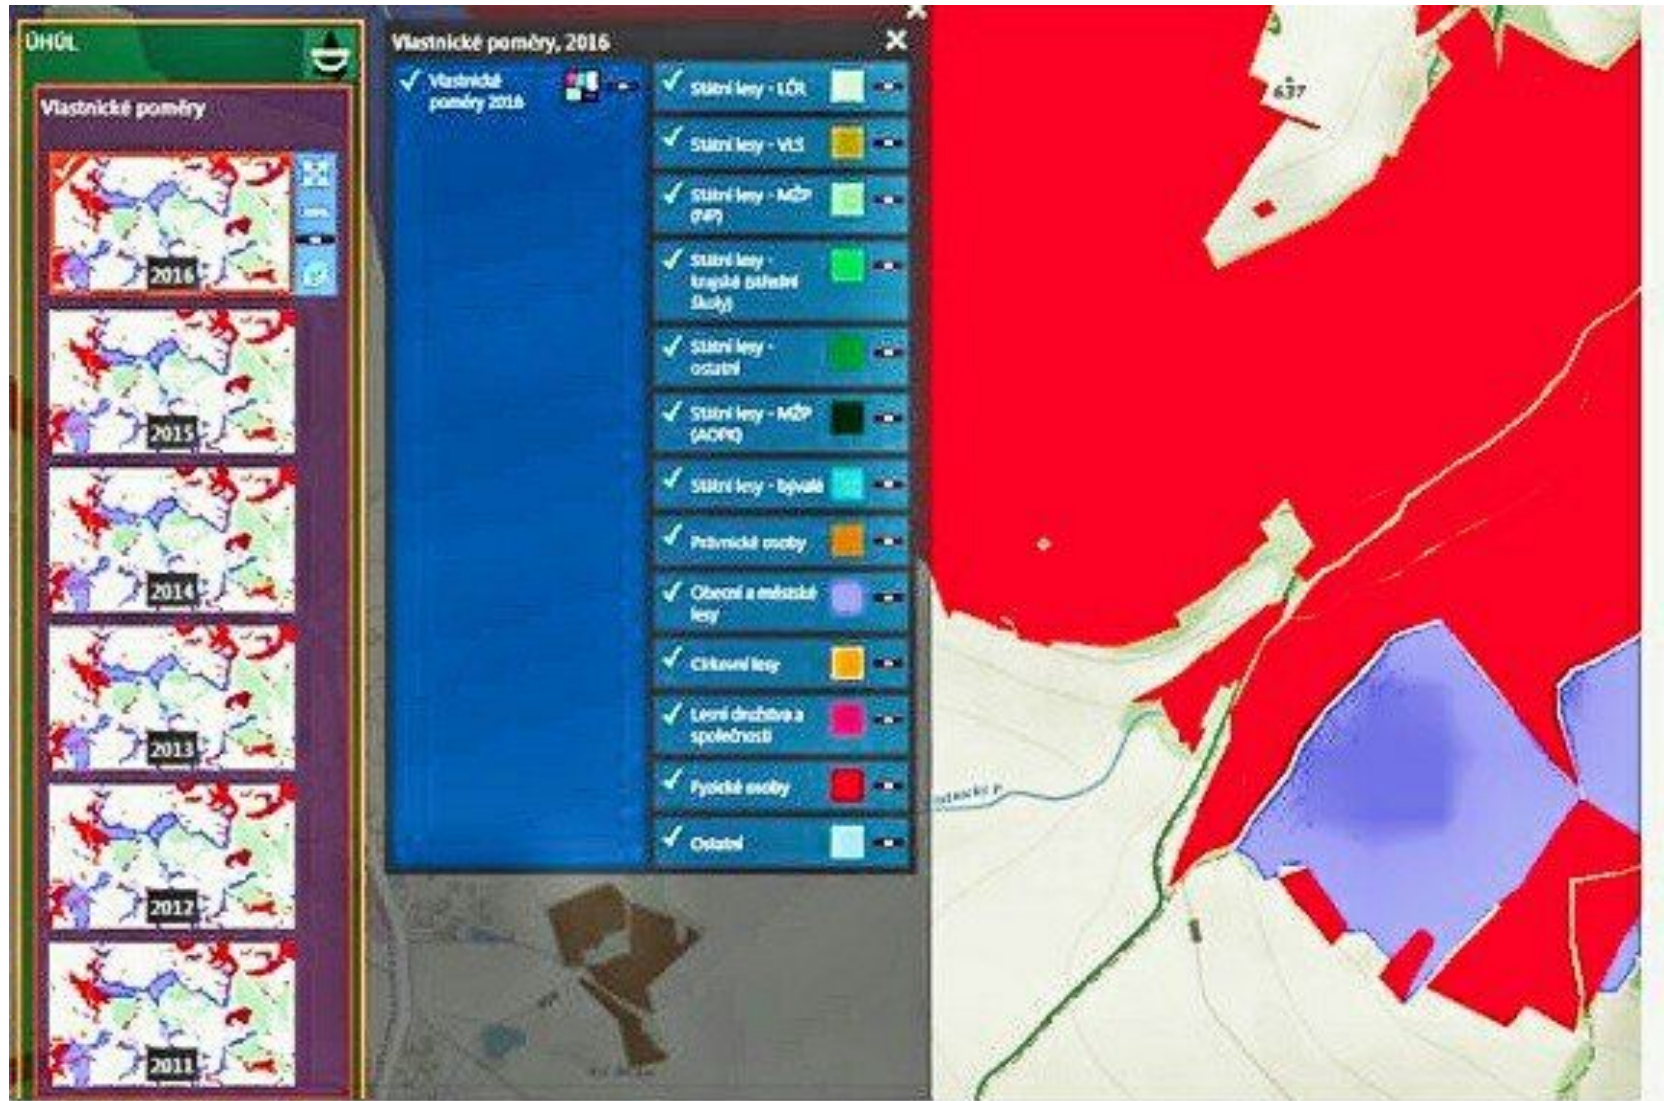 ÚHÚL
Vlastnické poměry
2016
2015
2014
2013
2012
2011
Vlastnické poměry, 2016
Vlastnické
poměry 2016
Státní lesy - LČR
Státní lesy - VLS
Státní lesy - MŽP
(NP)
Státní lesy -
krajské (střední
školy)
Státní lesy -
ostatní
Státní lesy - MŽP
(AOPK)
Státní lesy - bývalé
Právnické osoby
Obecní a městské
lesy
Církevní lesy
Lesní družstva a
společnosti
Fyzické osoby
Ostatní
637